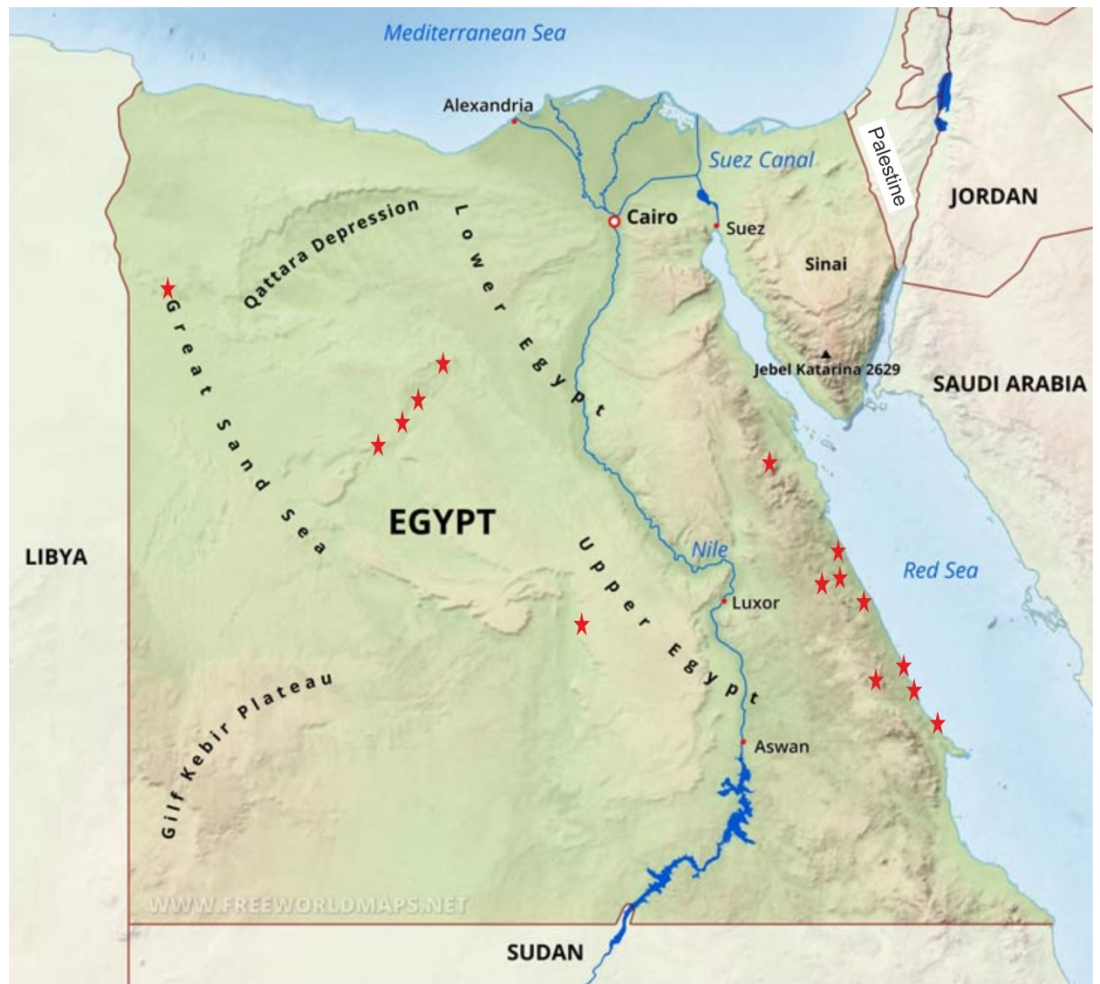 Mediterranean Sea
Alexandria
Suez Canal
Palestine
JORDAN
Cairo
Suez
Qattara Depression
Lower Egypt
Sinai
Great Sand Sea
Jebel Katarina 2629
SAUDI ARABIA
EGYPT
LIBYA
Nile
Red Sea
Upper Egypt
Luxor
Gilf Kebir Plateau
Aswan
WWW.FREEWORLDMAPS.NET
SUDAN